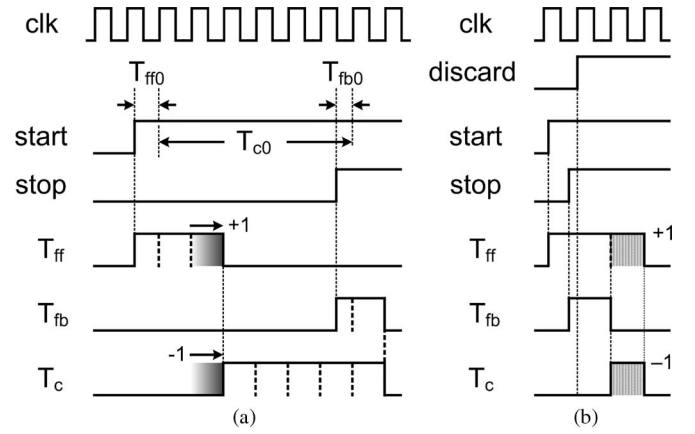 clk
T_ff0
T_fb0
start
T_c0
stop
T_ff
+1
T_fb
-1
T_c
(a)
clk
discard
start
stop
T_ff
+1
T_fb
T_c
–1
(b)